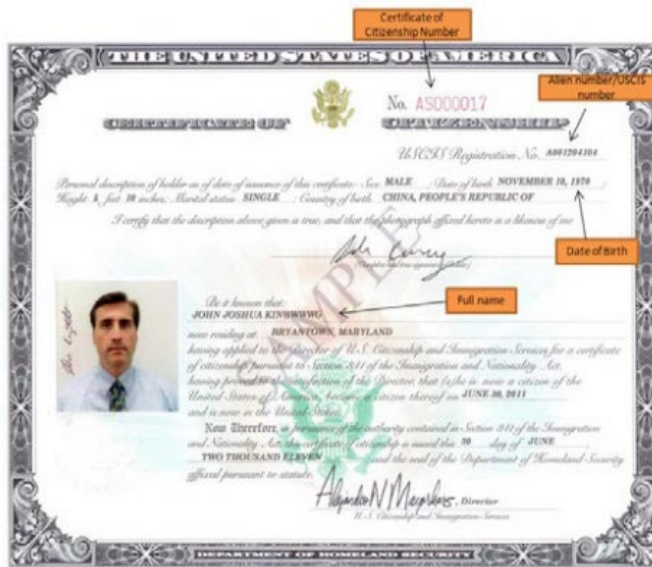 Certificate of
Citizenship Number
THE UNITED STATES OF AMERICA
Alien number/USCIS
number
No. AS000017
CERTIFICATE OF CITIZENSHIP
USCIS Registration No. A001204104
Personal description of holder as of date of issuance of this certificate: Sex MALE ; Date of birth NOVEMBER 10, 1970 ;
Height 5 feet 10 inches; Marital status SINGLE ; Country of birth CHINA, PEOPLE'S REPUBLIC OF
I certify that the description above given is true, and that the photograph affixed hereto is a likeness of me
Date of Birth
(Complete and true signature of holder)
SAMPLE
Full name
Be it known that:
JOHN JOSHUA KINWWWWG
now residing at: BRYANTOWN, MARYLAND
having applied to the Director of U.S. Citizenship and Immigration Services for a certificate
of citizenship pursuant to Section 341 of the Immigration and Nationality Act,
having proved to the satisfaction of the Director, that (s)he is now a citizen of the
United States of America, became a citizen thereof on JUNE 30, 2011
and is now in the United States.
Now Therefore, in pursuance of the authority contained in Section 341 of the Immigration
and Nationality Act, this certificate of citizenship is issued this 30 day of JUNE
TWO THOUSAND ELEVEN and the seal of the Department of Homeland Security
affixed pursuant to statute.
Alejandro N Mayorkas, Director
U.S. Citizenship and Immigration Services
DEPARTMENT OF HOMELAND SECURITY